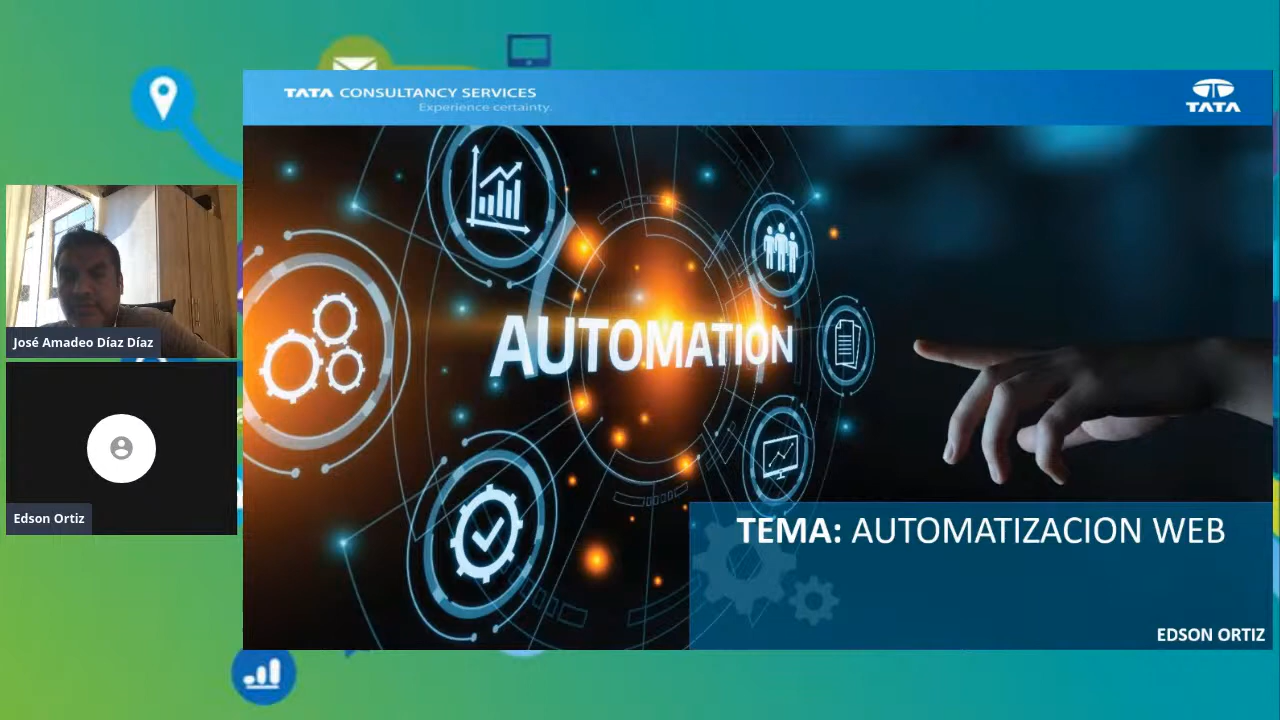 TATA CONSULTANCY SERVICES
Experience certainty.
TATA
AUTOMATION
TEMA: AUTOMATIZACION WEB
EDSON ORTIZ
José Amadeo Díaz Díaz
Edson Ortiz